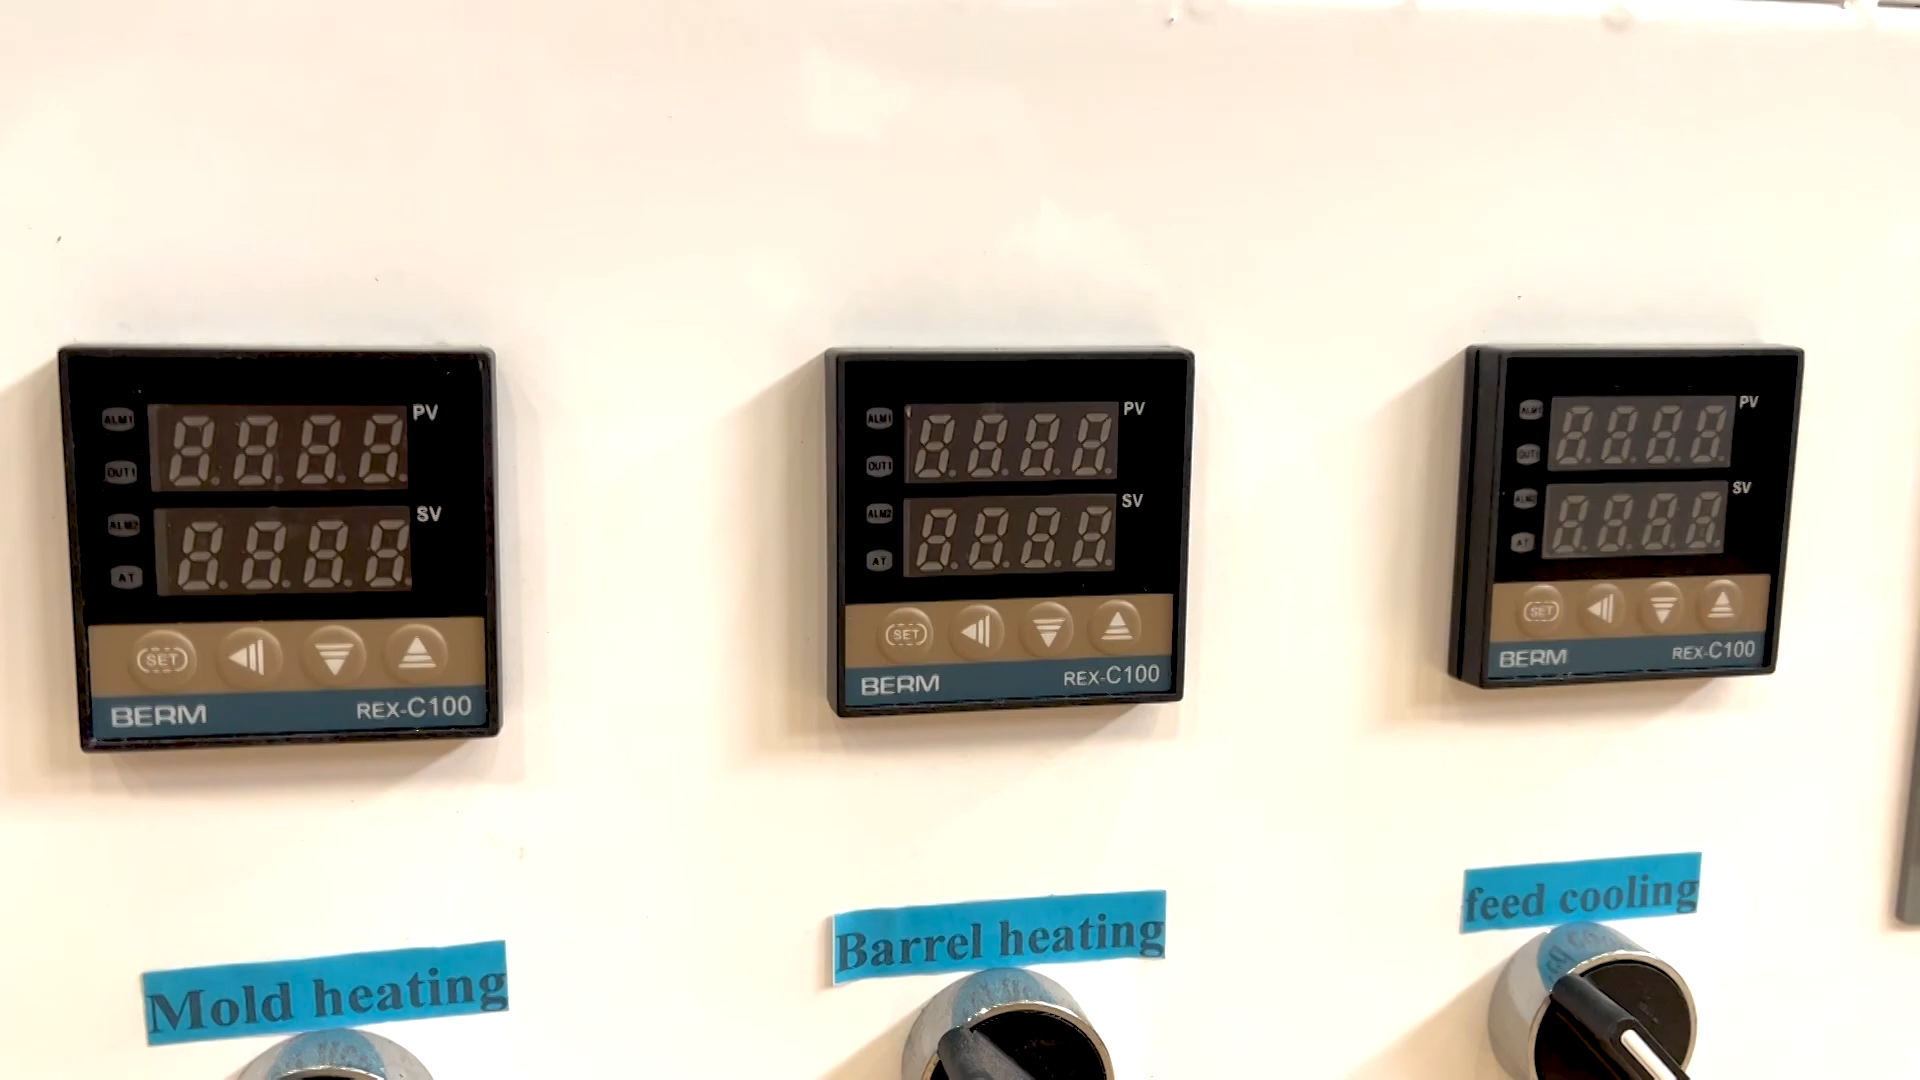 ALM1
PV
OUT1
SV
ALM2
AT
SET
BERM REX-C100
ALM1
PV
OUT1
SV
ALM2
AT
SET
BERM REX-C100
ALM1
PV
OUT1
SV
ALM2
AT
SET
BERM REX-C100
Mold heating
Barrel heating
feed cooling